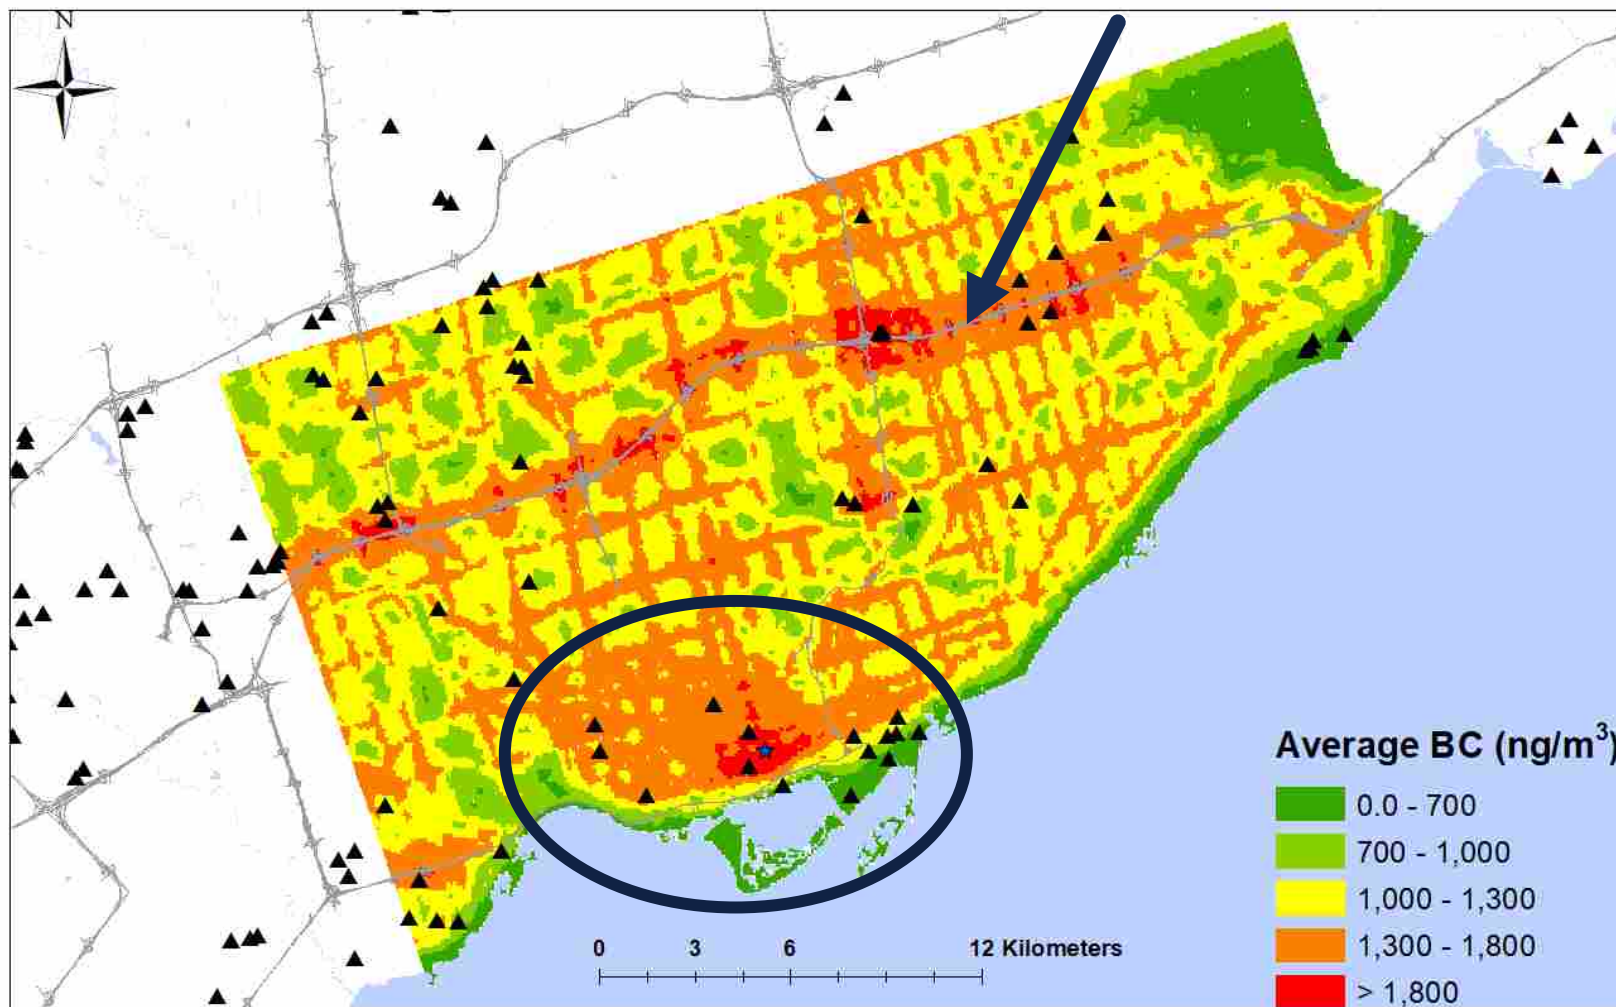 N
Average BC (ng/m³)
0.0 - 700
700 - 1,000
1,000 - 1,300
1,300 - 1,800
> 1,800
0 3 6 12 Kilometers